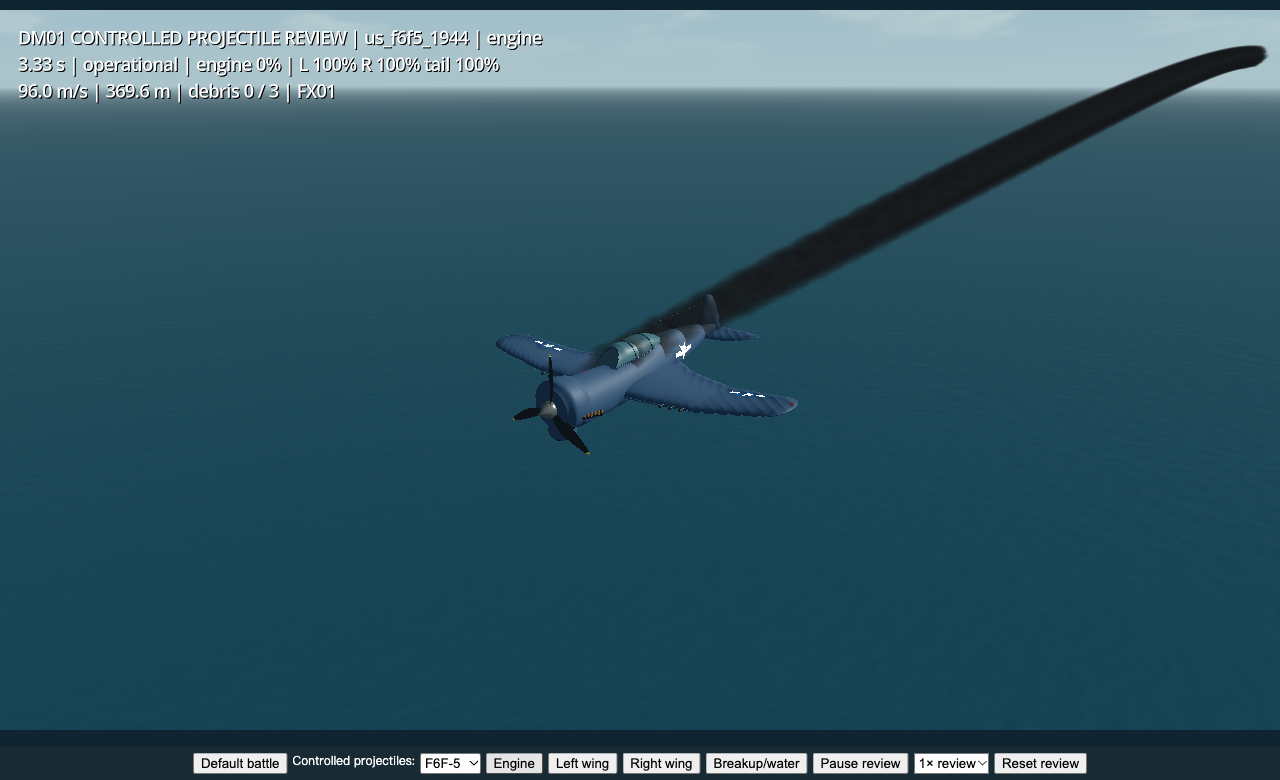 DM01 CONTROLLED PROJECTILE REVIEW | us_f6f5_1944 | engine
3.33 s | operational | engine 0% | L 100% R 100% tail 100%
96.0 m/s | 369.6 m | debris 0 / 3 | FX01
Default battle Controlled projectiles: F6F-5 Engine Left wing Right wing Breakup/water Pause review 1× review Reset review